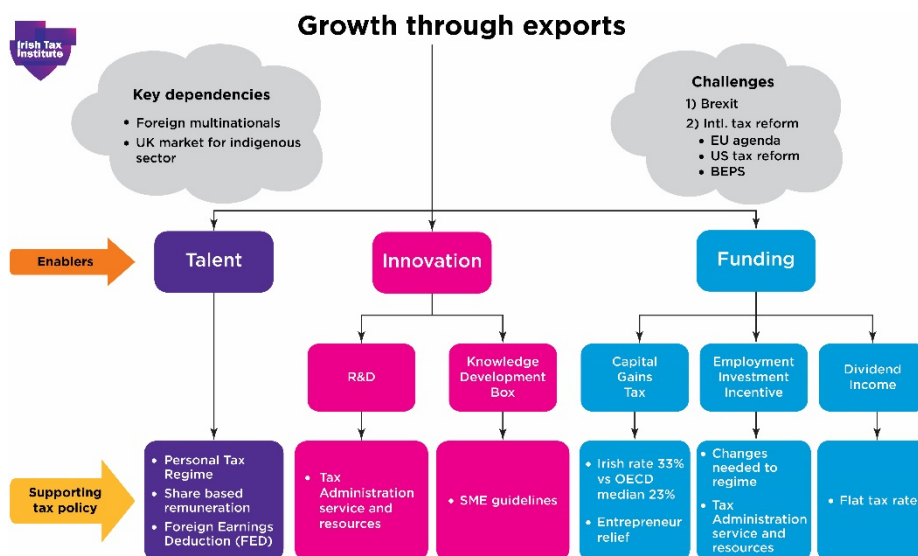 Growth through exports
Irish Tax
Institute
Key dependencies
• Foreign multinationals
• UK market for indigenous
sector
Challenges
1) Brexit
2) Intl. tax reform
• EU agenda
• US tax reform
• BEPS
Enablers
Talent
Innovation
Funding
R&D
Knowledge
Development
Box
Capital
Gains
Tax
Employment
Investment
Incentive
Dividend
Income
Supporting
tax policy
• Personal Tax
Regime
• Share based
remuneration
• Foreign Earnings
Deduction (FED)
• Tax
Administration
service and
resources
• SME guidelines
• Irish rate 33%
vs OECD
median 23%
• Entrepreneur
relief
• Changes
needed to
regime
• Tax
Administration
service and
resources
• Flat tax rate